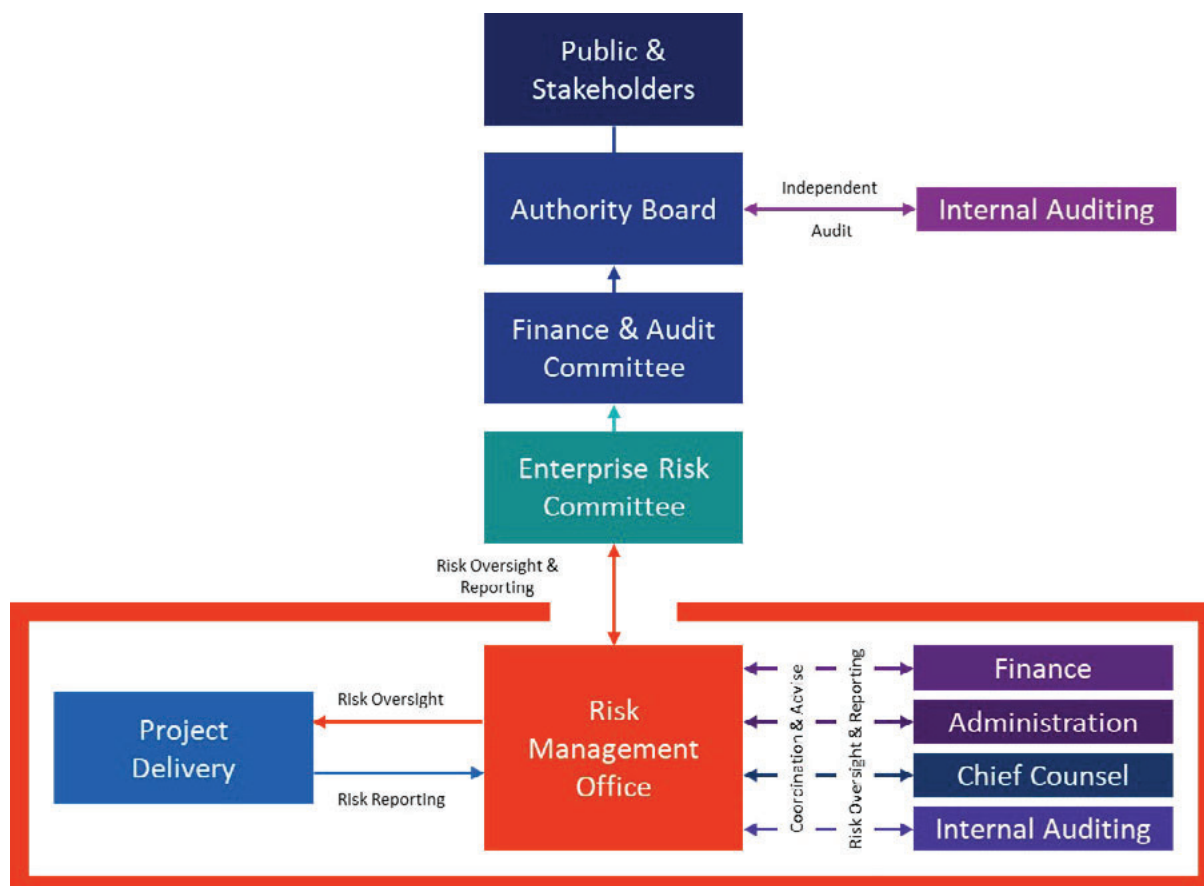 Public &
Stakeholders
Authority Board
Independent
Audit
Internal Auditing
Finance & Audit
Committee
Enterprise Risk
Committee
Risk Oversight &
Reporting
Project
Delivery
Risk Oversight
Risk Reporting
Risk
Management
Office
Coordination & Advise
Risk Oversight & Reporting
Finance
Administration
Chief Counsel
Internal Auditing